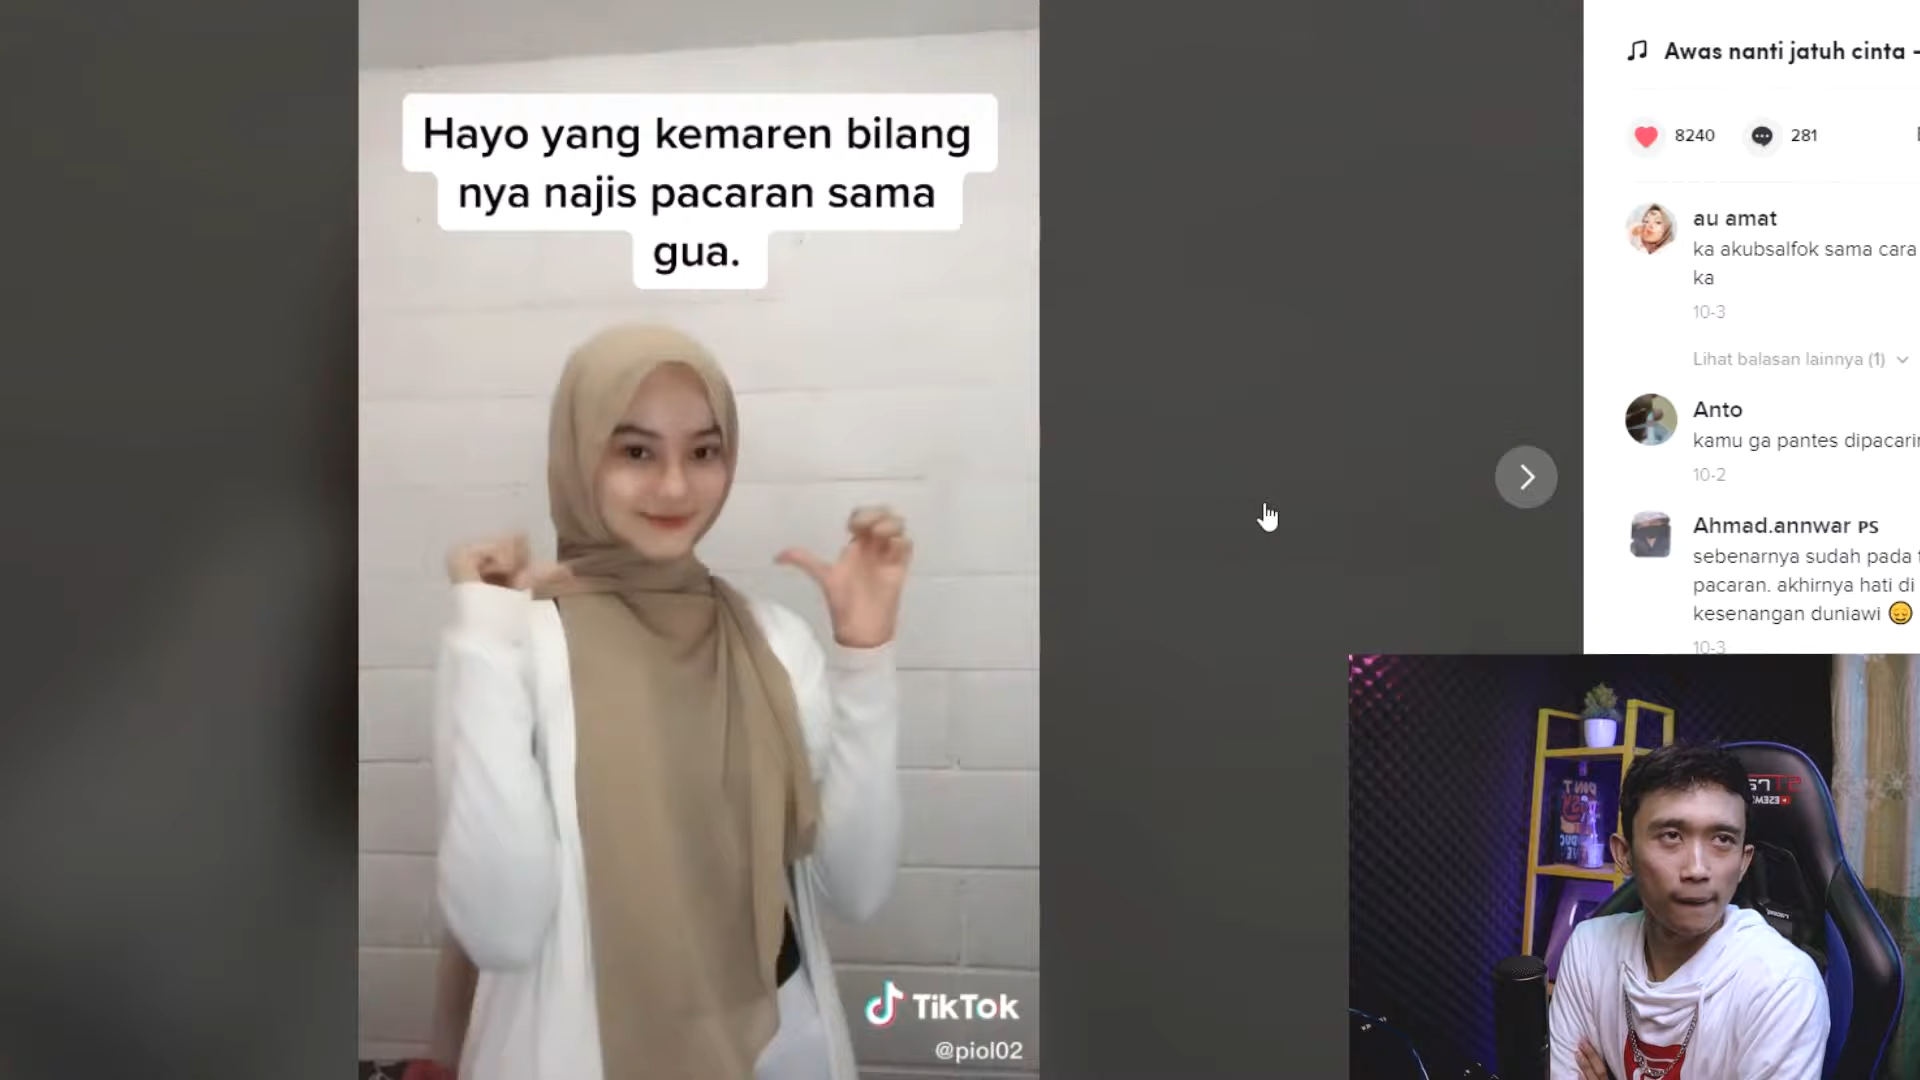 Hayo yang kemaren bilang
nya najis pacaran sama
gua.
TikTok
@piol02
Awas nanti jatuh cinta -
8240
281
au amat
ka akubsalfok sama cara
ka
10-3
Lihat balasan lainnya (1)
Anto
kamu ga pantes dipacari
10-2
Ahmad.annwar PS
sebenarnya sudah pada
pacaran. akhirnya hati di
kesenangan duniawi 😔
10-3